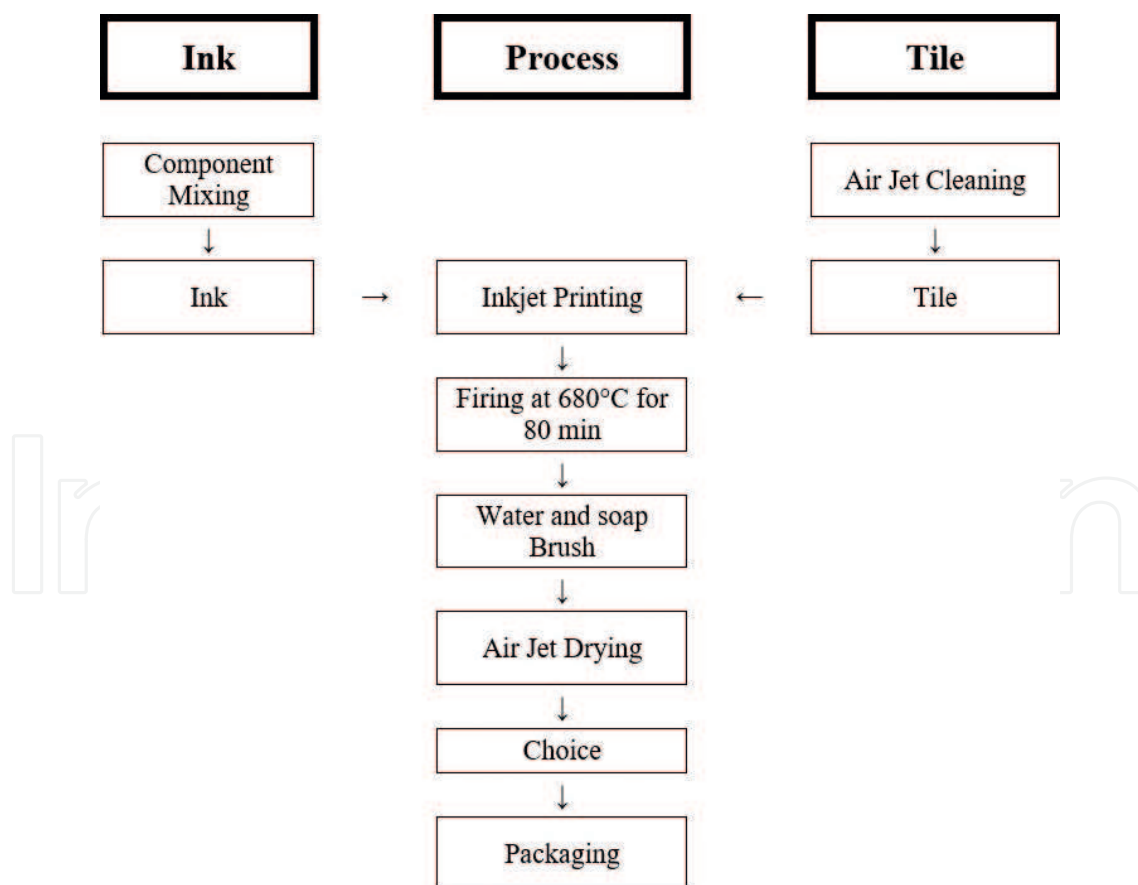 Ink
Process
Tile
Component
Mixing
Air Jet Cleaning
↓
↓
Ink
→
Inkjet Printing
←
Tile
↓
Firing at 680°C for
80 min
↓
Water and soap
Brush
↓
Air Jet Drying
↓
Choice
↓
Packaging